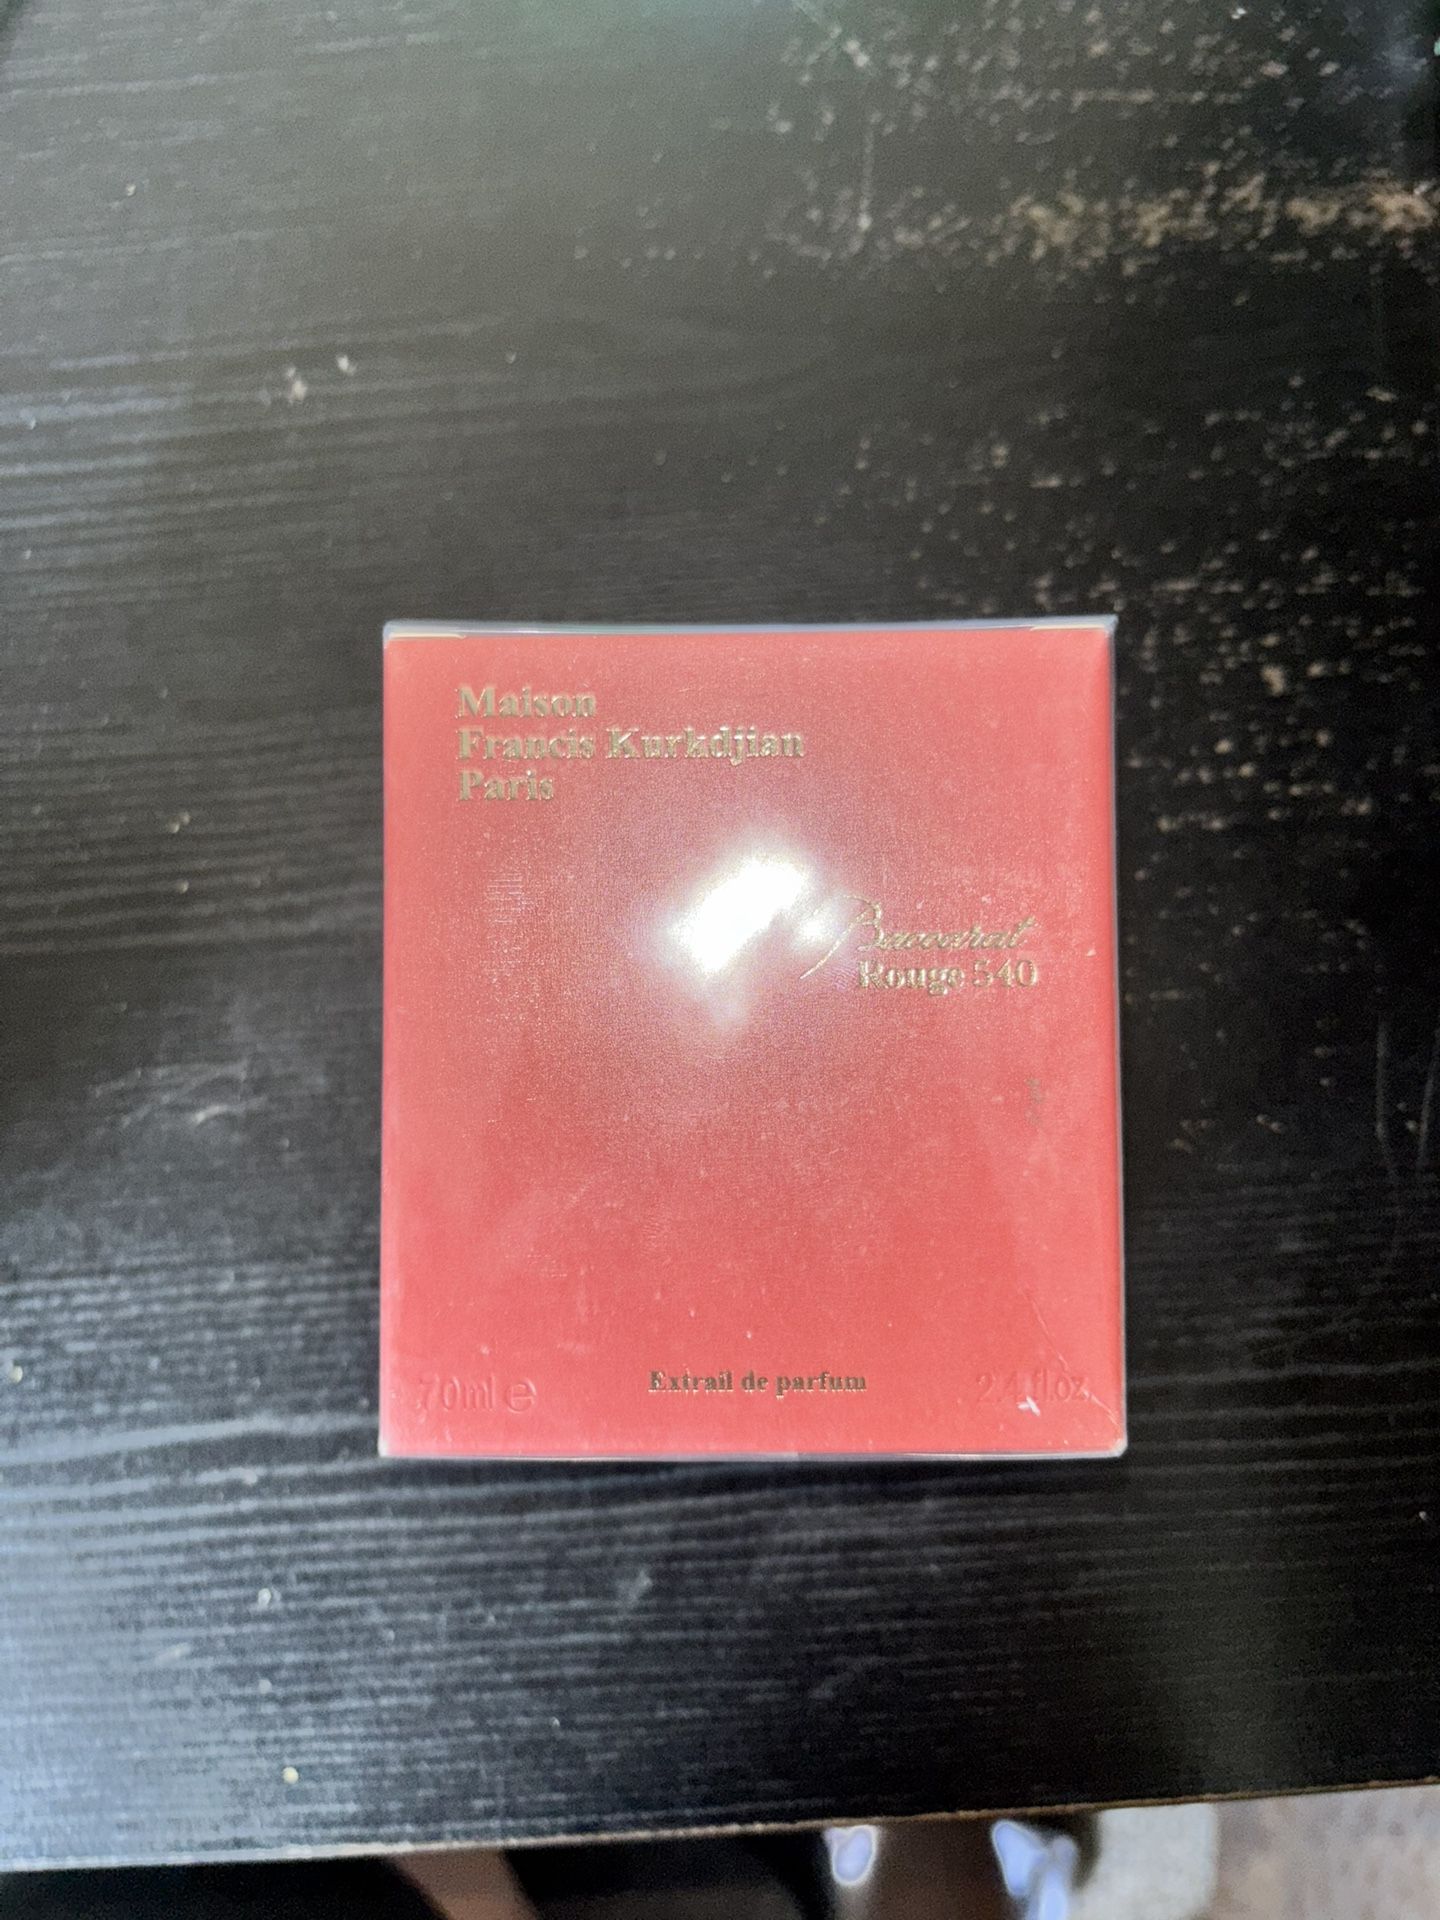 Maison
Francis Kurkdjian
Paris
Baccarat
Rouge 540
70ml e
Extrait de parfum
2.4 fl.oz.